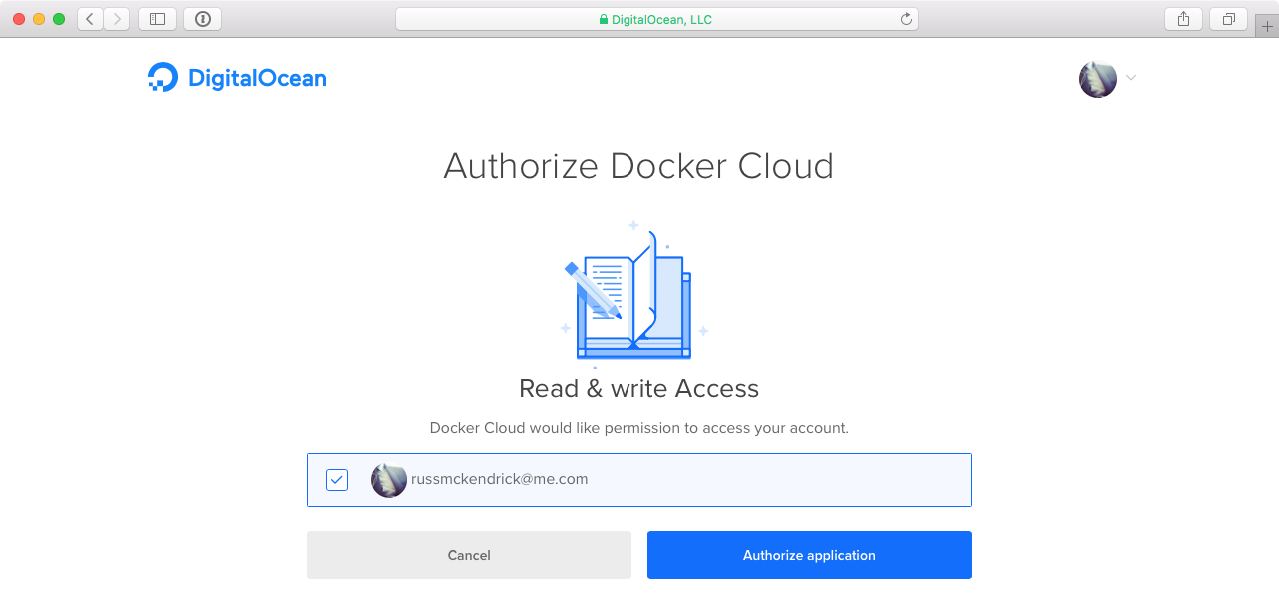 DigitalOcean, LLC
DigitalOcean
Authorize Docker Cloud
Read & write Access
Docker Cloud would like permission to access your account.
russmckendrick@me.com
Cancel
Authorize application